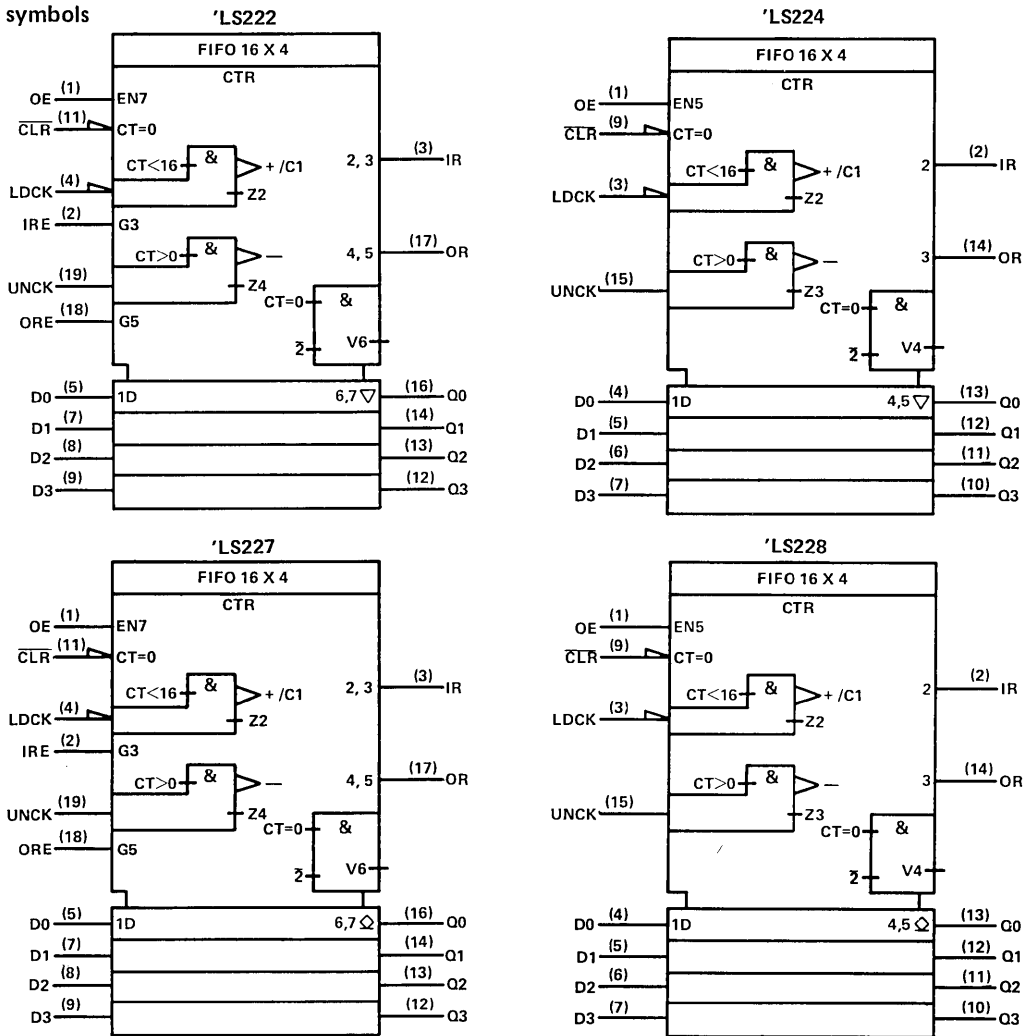 symbols
'LS222
FIFO 16 X 4
CTR
OE (1) EN7
CLR (11) CT=0
CT<16 & + /C1
2, 3 (3) IR
LDCK (4) Z2
IRE (2) G3
CT>0 & —
4, 5 (17) OR
UNCK (19) Z4
CT=0 &
ORE (18) G5
2 V6
D0 (5) 1D 6,7 ▽ (16) Q0
D1 (7) (14) Q1
D2 (8) (13) Q2
D3 (9) (12) Q3
'LS224
FIFO 16 X 4
CTR
OE (1) EN5
CLR (9) CT=0
CT<16 & + /C1
2 (2) IR
LDCK (3) Z2
CT>0 & —
3 (14) OR
UNCK (15) Z3
CT=0 &
2 V4
D0 (4) 1D 4,5 ▽ (13) Q0
D1 (5) (12) Q1
D2 (6) (11) Q2
D3 (7) (10) Q3
'LS227
FIFO 16 X 4
CTR
OE (1) EN7
CLR (11) CT=0
CT<16 & + /C1
2, 3 (3) IR
LDCK (4) Z2
IRE (2) G3
CT>0 & —
4, 5 (17) OR
UNCK (19) Z4
CT=0 &
ORE (18) G5
2 V6
D0 (5) 1D 6,7 ◇ (16) Q0
D1 (7) (14) Q1
D2 (8) (13) Q2
D3 (9) (12) Q3
'LS228
FIFO 16 X 4
CTR
OE (1) EN5
CLR (9) CT=0
CT<16 & + /C1
2 (2) IR
LDCK (3) Z2
CT>0 & —
3 (14) OR
UNCK (15) Z3
CT=0 &
2 V4
D0 (4) 1D 4,5 ◇ (13) Q0
D1 (5) (12) Q1
D2 (6) (11) Q2
D3 (7) (10) Q3